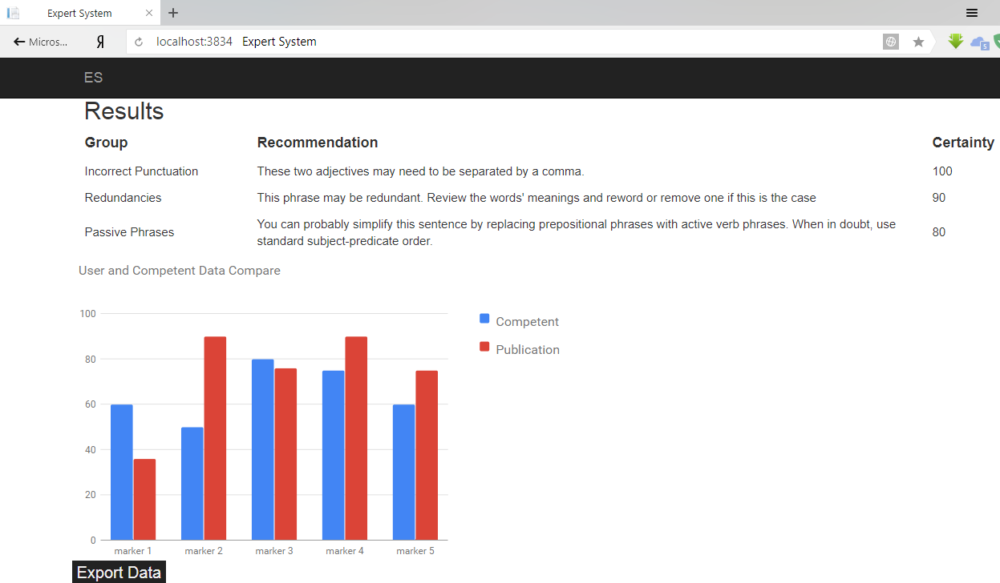 Expert System
Micros...
Я
localhost:3834 Expert System
5
ES
Results
Group Recommendation Certainty
Incorrect Punctuation These two adjectives may need to be separated by a comma. 100
Redundancies This phrase may be redundant. Review the words' meanings and reword or remove one if this is the case 90
Passive Phrases You can probably simplify this sentence by replacing prepositional phrases with active verb phrases. When in doubt, use 80
standard subject-predicate order.
User and Competent Data Compare
100
80
60
40
20
0
marker 1 marker 2 marker 3 marker 4 marker 5
Competent
Publication
Export Data